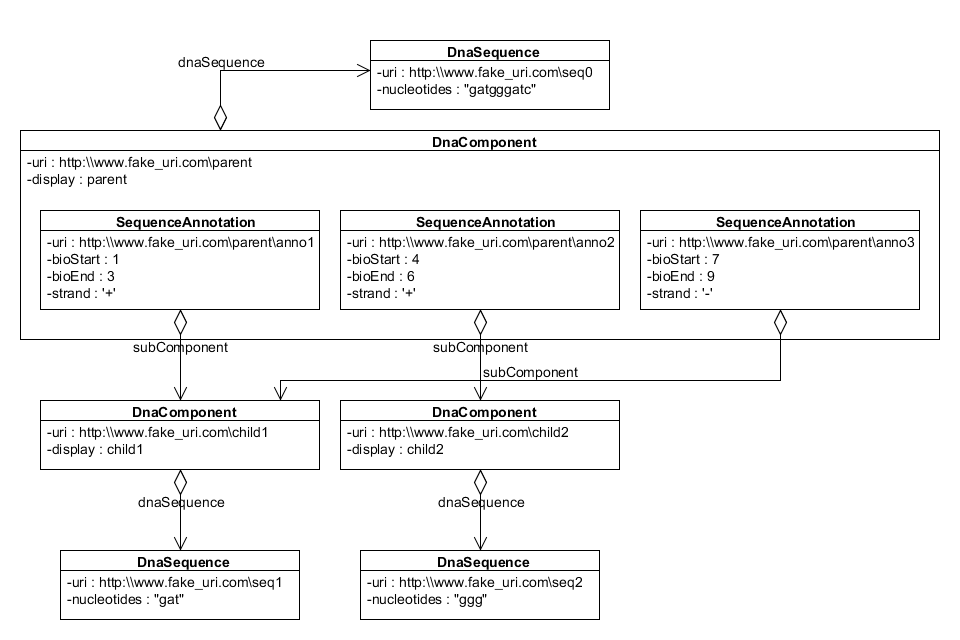 DnaSequence
dnaSequence
-uri : http:\\www.fake_uri.com\seq0
-nucleotides : "gatgggatc"
DnaComponent
-uri : http:\\www.fake_uri.com\parent
-display : parent
SequenceAnnotation
-uri : http:\\www.fake_uri.com\parent\anno1
-bioStart : 1
-bioEnd : 3
-strand : '+'
SequenceAnnotation
-uri : http:\\www.fake_uri.com\parent\anno2
-bioStart : 4
-bioEnd : 6
-strand : '+'
SequenceAnnotation
-uri : http:\\www.fake_uri.com\parent\anno3
-bioStart : 7
-bioEnd : 9
-strand : '-'
subComponent
subComponent
subComponent
DnaComponent
-uri : http:\\www.fake_uri.com\child1
-display : child1
DnaComponent
-uri : http:\\www.fake_uri.com\child2
-display : child2
dnaSequence
dnaSequence
DnaSequence
-uri : http:\\www.fake_uri.com\seq1
-nucleotides : "gat"
DnaSequence
-uri : http:\\www.fake_uri.com\seq2
-nucleotides : "ggg"